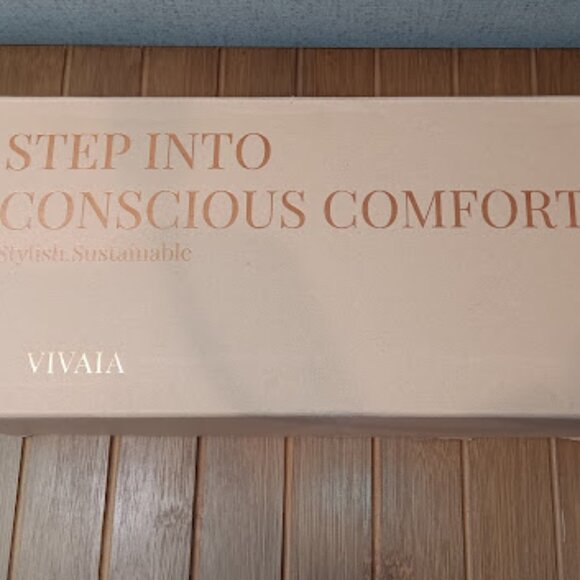 STEP INTO
CONSCIOUS COMFORT
Stylish.Sustainable
VIVAIA